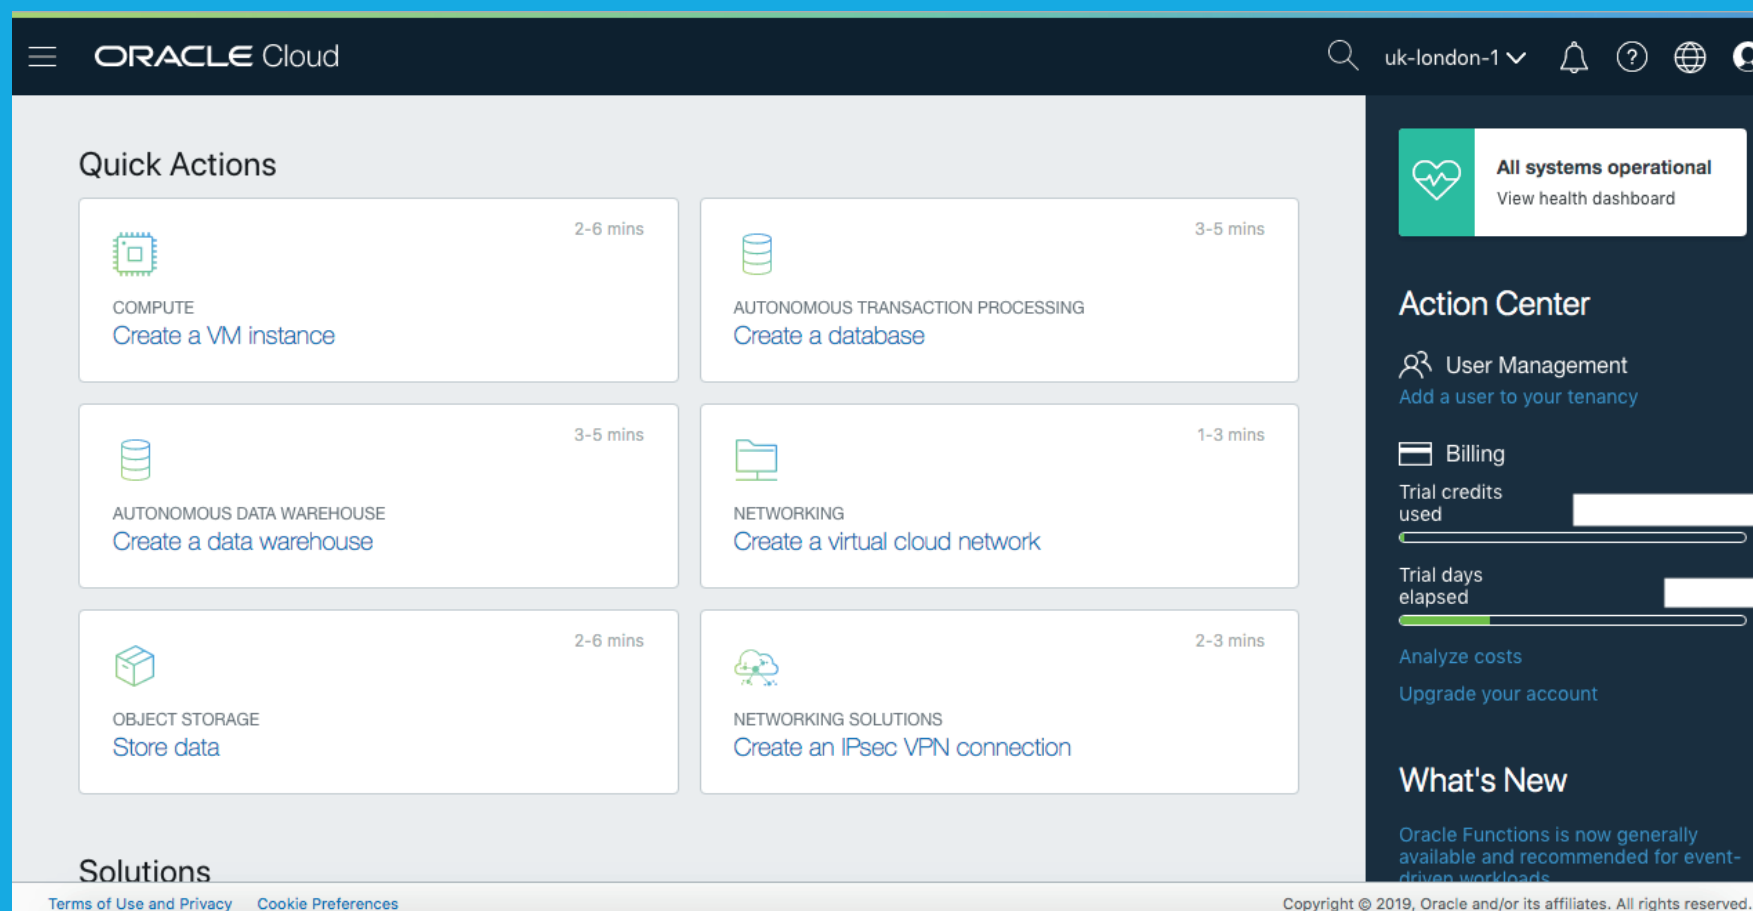 ORACLE Cloud
uk-london-1
Quick Actions
2-6 mins
COMPUTE
Create a VM instance
3-5 mins
AUTONOMOUS TRANSACTION PROCESSING
Create a database
3-5 mins
AUTONOMOUS DATA WAREHOUSE
Create a data warehouse
1-3 mins
NETWORKING
Create a virtual cloud network
2-6 mins
OBJECT STORAGE
Store data
2-3 mins
NETWORKING SOLUTIONS
Create an IPsec VPN connection
Solutions
All systems operational
View health dashboard
Action Center
User Management
Add a user to your tenancy
Billing
Trial credits
used
Trial days
elapsed
Analyze costs
Upgrade your account
What's New
Oracle Functions is now generally
available and recommended for event-
driven workloads
Terms of Use and Privacy
Cookie Preferences
Copyright © 2019, Oracle and/or its affiliates. All rights reserved.